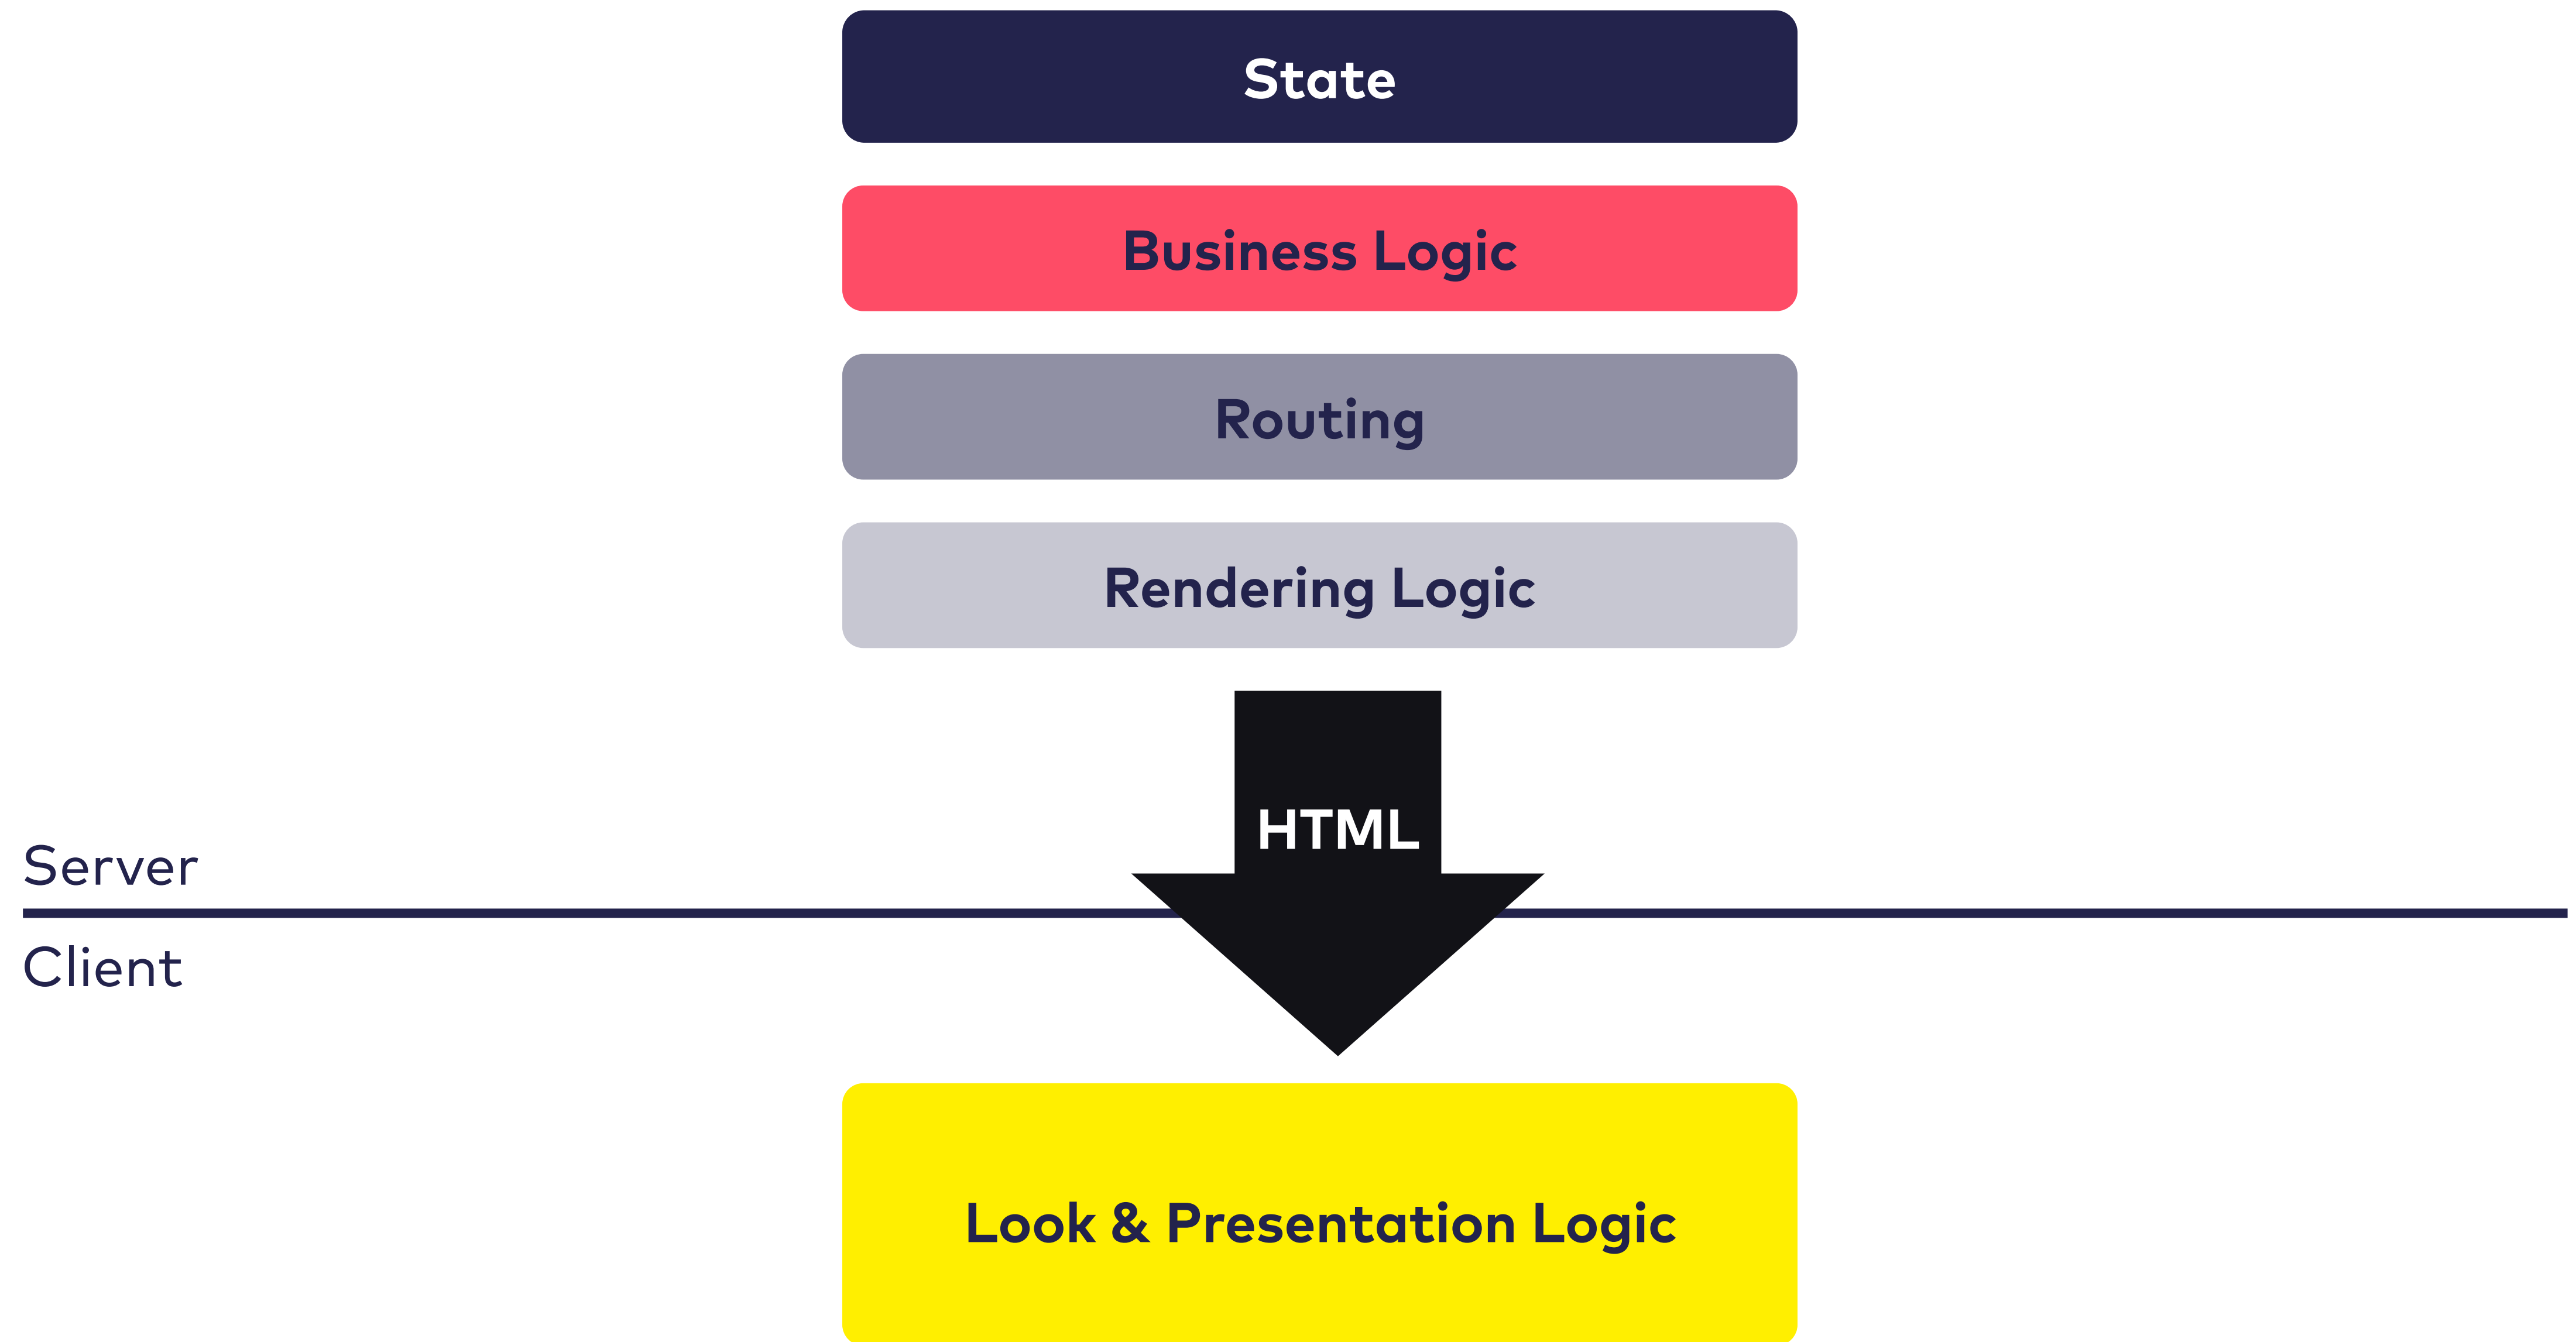 State
Business Logic
Routing
Rendering Logic
HTML
Server
Client
Look & Presentation Logic